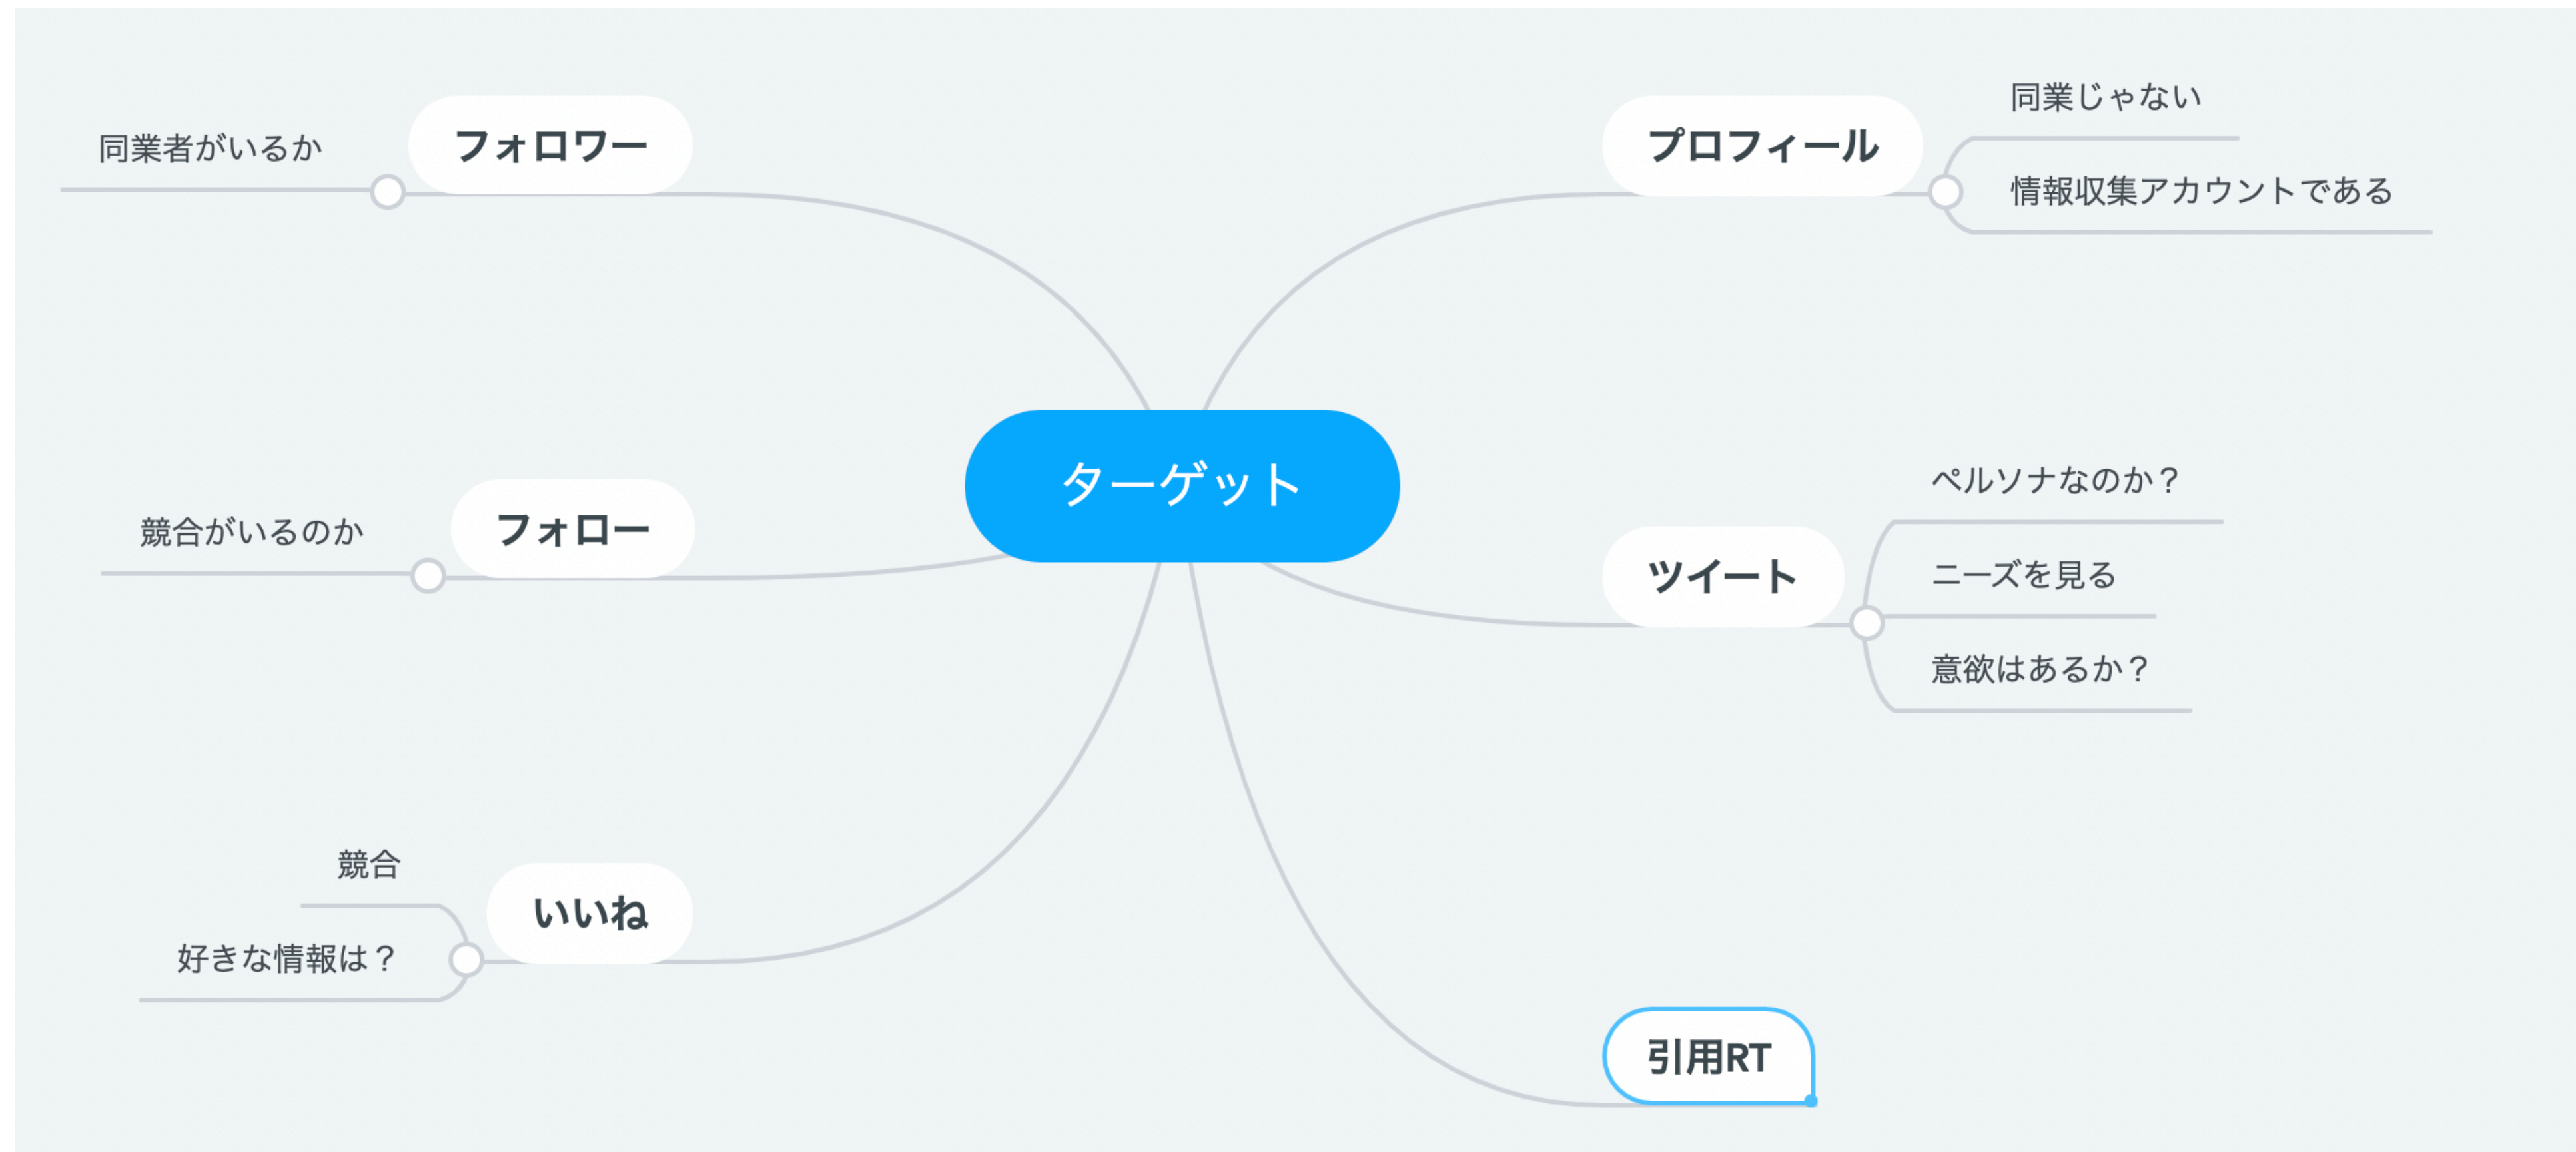 ターゲット
フォロワー
同業者がいるか
フォロー
競合がいるのか
いいね
競合
好きな情報は？
プロフィール
同業じゃない
情報収集アカウントである
ツイート
ペルソナなのか？
ニーズを見る
意欲はあるか？
引用RT